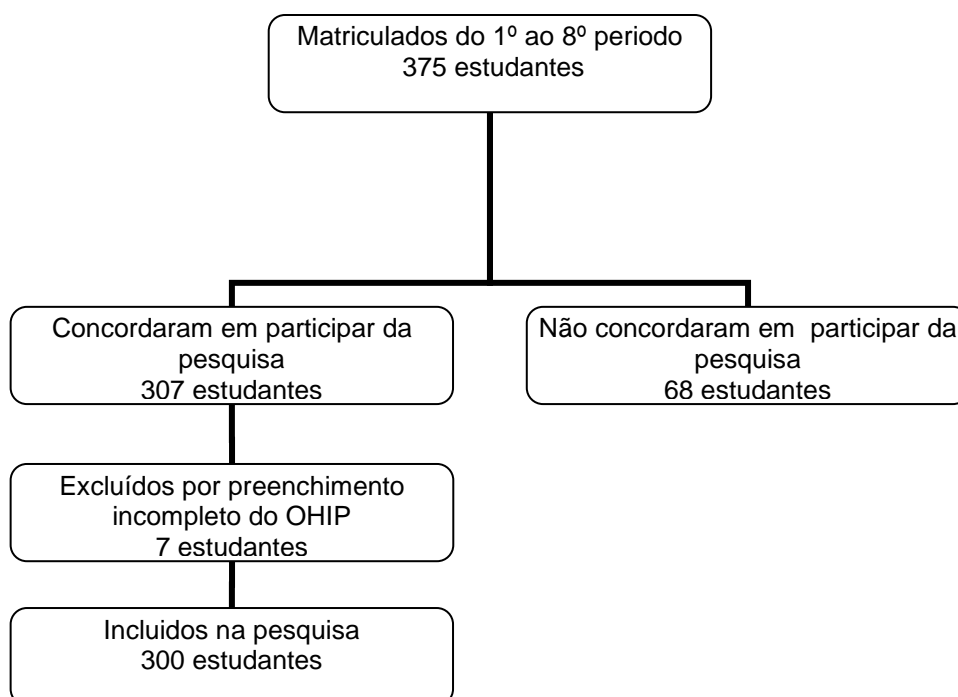 Matriculados do 1º ao 8º periodo
375 estudantes
Concordaram em participar da
pesquisa
307 estudantes
Não concordaram em participar da
pesquisa
68 estudantes
Excluídos por preenchimento
incompleto do OHIP
7 estudantes
Incluidos na pesquisa
300 estudantes